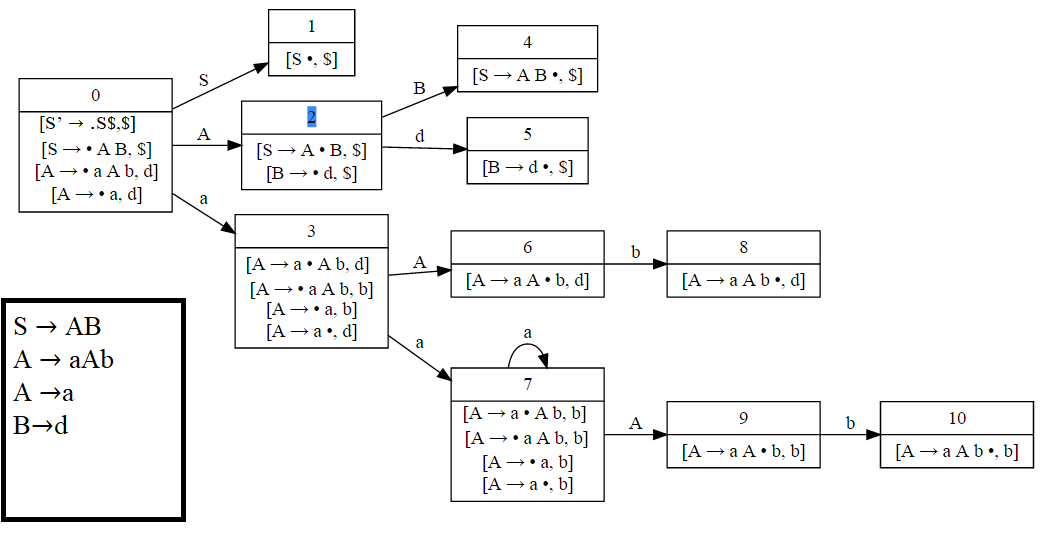 0
[S’ → .S$,$]
[S → • A B, $]
[A → • a A b, d]
[A → • a, d]
S
A
a
1
[S •, $]
2
[S → A • B, $]
[B → • d, $]
B
d
4
[S → A B •, $]
5
[B → d •, $]
3
[A → a • A b, d]
[A → • a A b, b]
[A → • a, b]
[A → a •, d]
A
a
6
[A → a A • b, d]
b
8
[A → a A b •, d]
a
7
[A → a • A b, b]
[A → • a A b, b]
[A → • a, b]
[A → a •, b]
A
9
[A → a A • b, b]
b
10
[A → a A b •, b]
S → AB
A → aAb
A →a
B→d